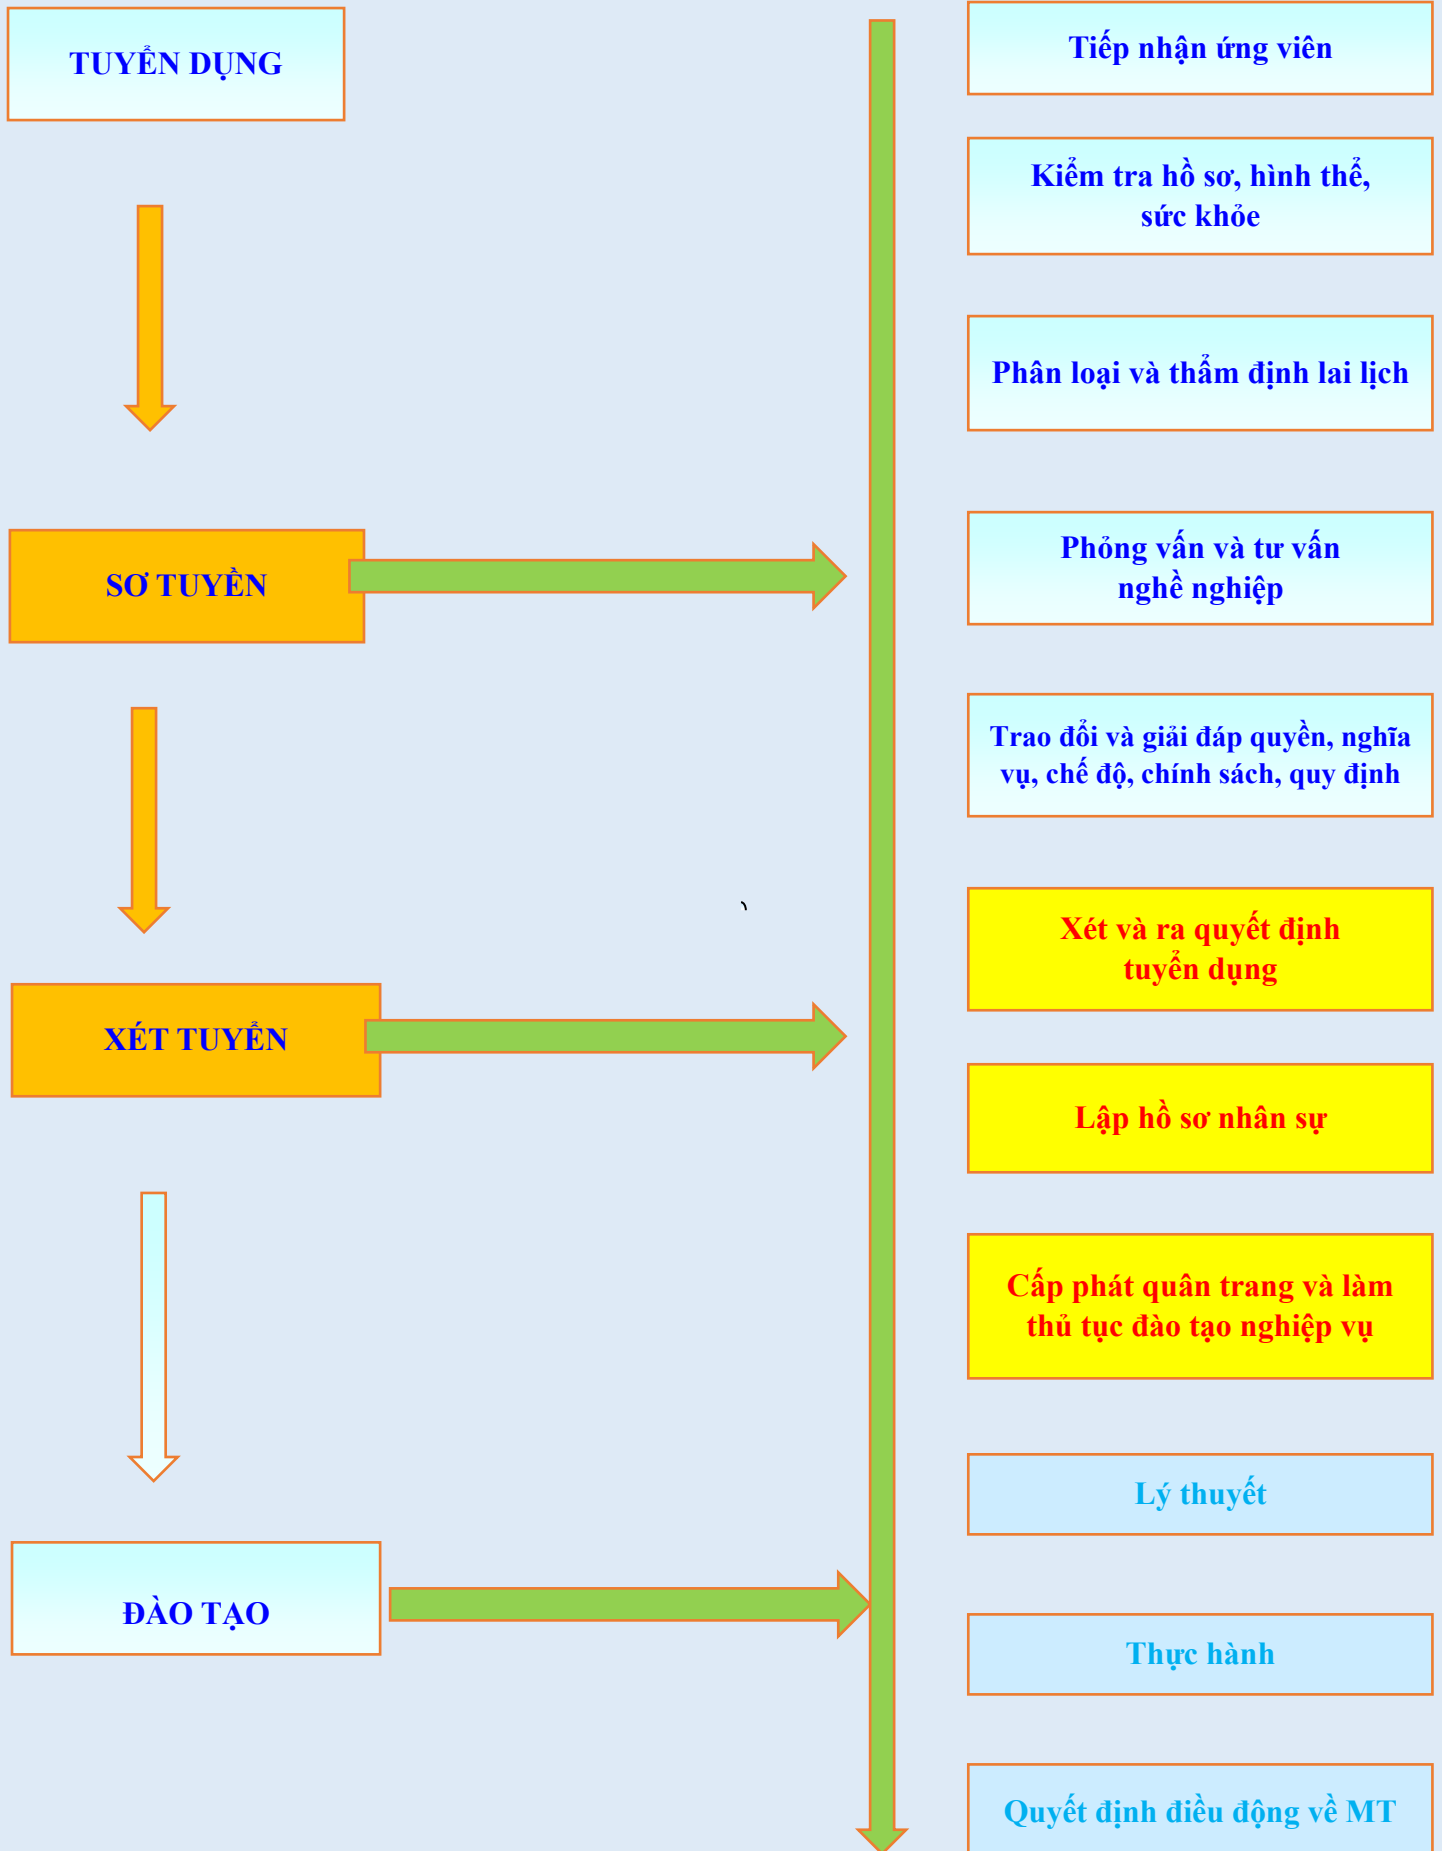 TUYỂN DỤNG
SƠ TUYỀN
XÉT TUYỂN
ĐÀO TẠO
Tiếp nhận ứng viên
Kiểm tra hồ sơ, hình thể,
sức khỏe
Phân loại và thẩm định lai lịch
Phỏng vấn và tư vấn
nghề nghiệp
Trao đổi và giải đáp quyền, nghĩa
vụ, chế độ, chính sách, quy định
Xét và ra quyết định
tuyển dụng
Lập hồ sơ nhân sự
Cấp phát quân trang và làm
thủ tục đào tạo nghiệp vụ
Lý thuyết
Thực hành
Quyết định điều động về MT